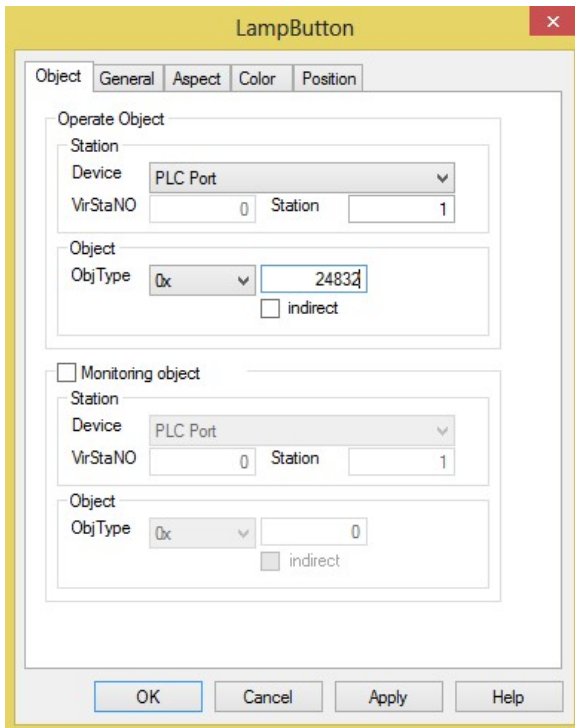 LampButton
Object General Aspect Color Position
Operate Object
Station
Device PLC Port
VirStaNO 0 Station 1
Object
ObjType 0x 24832
indirect
Monitoring object
Station
Device PLC Port
VirStaNO 0 Station 1
Object
ObjType 0x 0
indirect
OK Cancel Apply Help